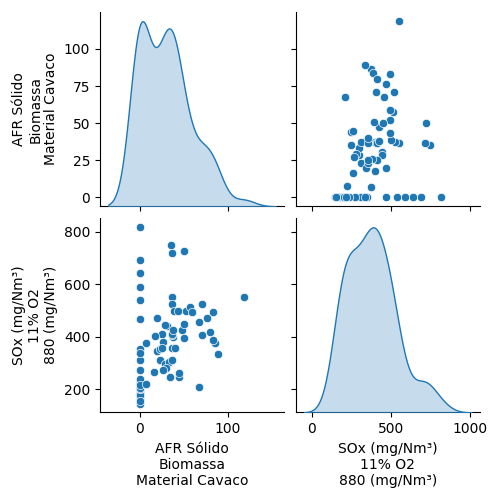 AFR Sólido
Biomassa
Material Cavaco
100
75
50
25
0
SOx (mg/Nm³)
11% O2
880 (mg/Nm³)
800
600
400
200
0
100
AFR Sólido
Biomassa
Material Cavaco
0
500
1000
SOx (mg/Nm³)
11% O2
880 (mg/Nm³)